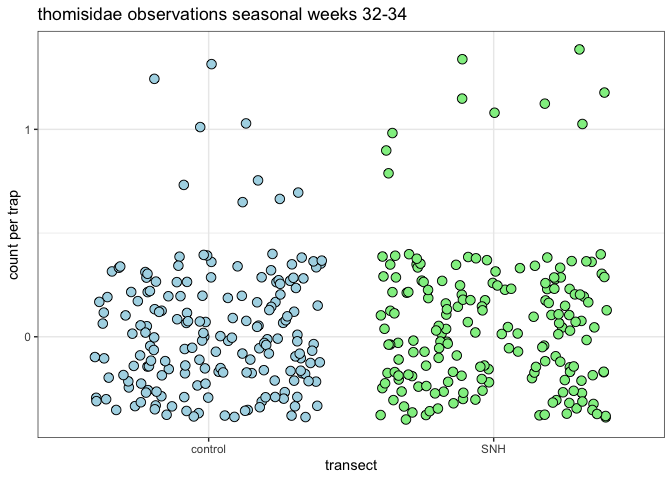 thomisidae observations seasonal weeks 32-34
count per trap
1
0
control
SNH
transect